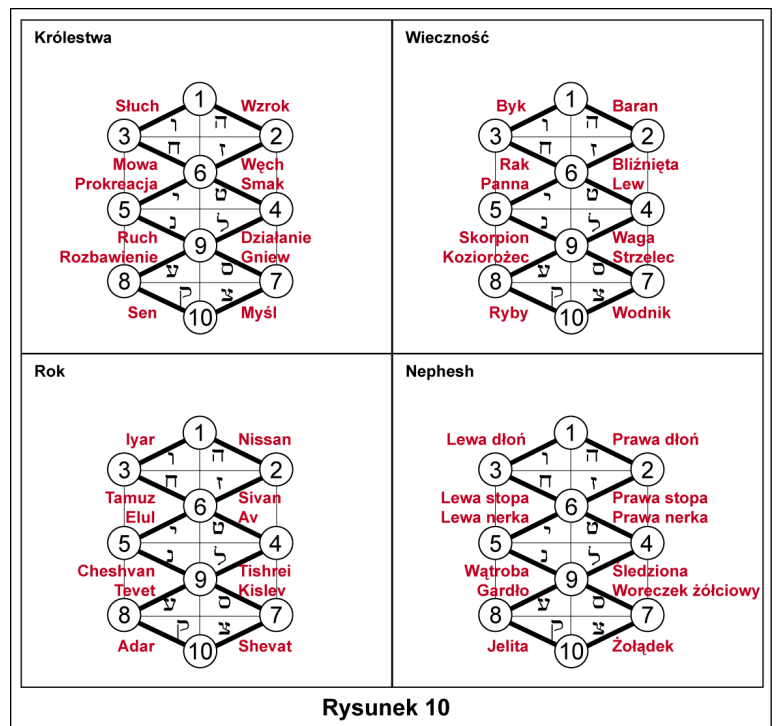 Królestwa
1
Słuch Wzrok
ו ה
3 2
ח ז
Mowa Węch
Prokreacja 6 Smak
י ט
5 4
נ ל
Ruch Działanie
Rozbawienie 9 Gniew
ע ס
8 7
ק צ
Sen 10 Myśl
Wieczność
1
Byk Baran
ו ה
3 2
ח ז
Rak Bliźnięta
Panna 6 Lew
י ט
5 4
נ ל
Skorpion Waga
Koziorożec 9 Strzelec
ע ס
8 7
ק צ
Ryby 10 Wodnik
Rok
1
Iyar Nissan
ו ה
3 2
ח ז
Tamuz Sivan
Elul 6 Av
י ט
5 4
נ ל
Cheshvan Tishrei
Tevet 9 Kislev
ע ס
8 7
ק צ
Adar 10 Shevat
Nephesh
1
Lewa dłoń Prawa dłoń
ו ה
3 2
ח ז
Lewa stopa Prawa stopa
Lewa nerka 6 Prawa nerka
י ט
5 4
נ ל
Wątroba Śledziona
Gardło 9 Woreczek żółciowy
ע ס
8 7
ק צ
Jelita 10 Żołądek
Rysunek 10